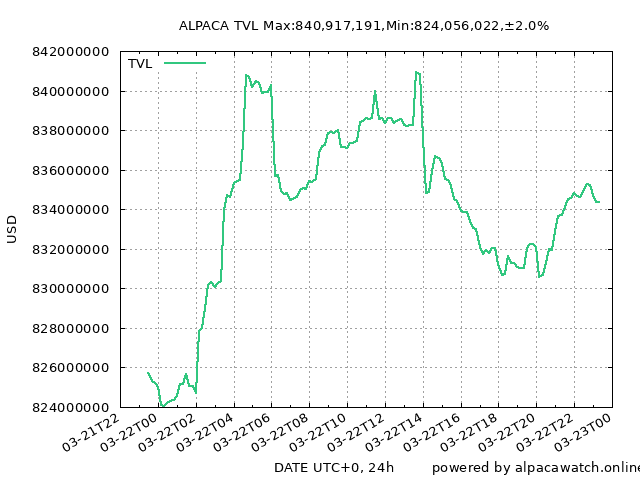 ALPACA TVL Max:840,917,191,Min:824,056,022,±2.0%
TVL
842000000
840000000
838000000
836000000
834000000
832000000
830000000
828000000
826000000
824000000
USD
03-21T22
03-22T00
03-22T02
03-22T04
03-22T06
03-22T08
03-22T10
03-22T12
03-22T14
03-22T16
03-22T18
03-22T20
03-22T22
03-23T00
DATE UTC+0, 24h
powered by alpacawatch.online